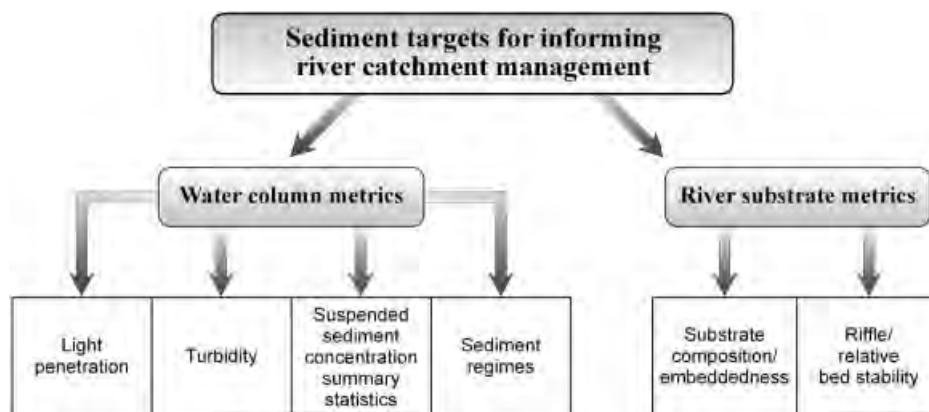 Sediment targets for informing
river catchment management
Water column metrics
River substrate metrics
Light
penetration
Turbidity
Suspended
sediment
concentration
summary
statistics
Sediment
regimes
Substrate
composition/
embeddedness
Riffle/
relative
bed stability